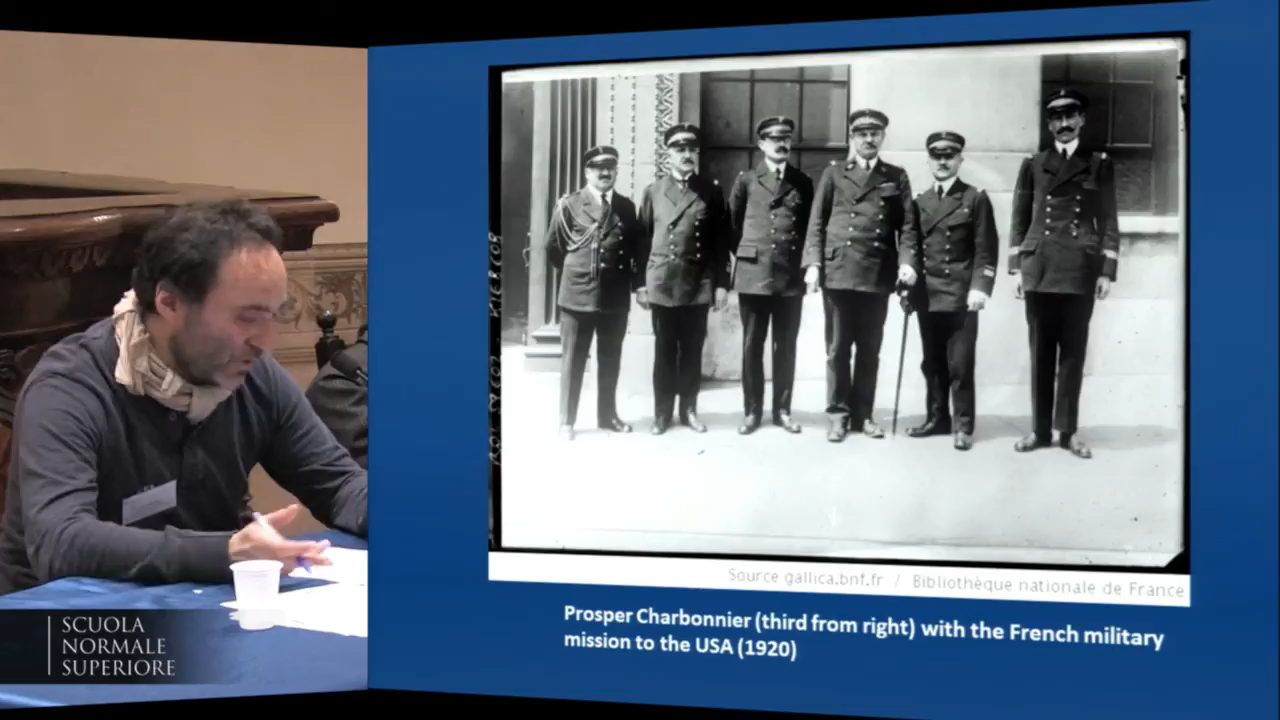 SCUOLA
NORMALE
SUPERIORE
Source gallica.bnf.fr / Bibliothèque nationale de France
Prosper Charbonnier (third from right) with the French military
mission to the USA (1920)